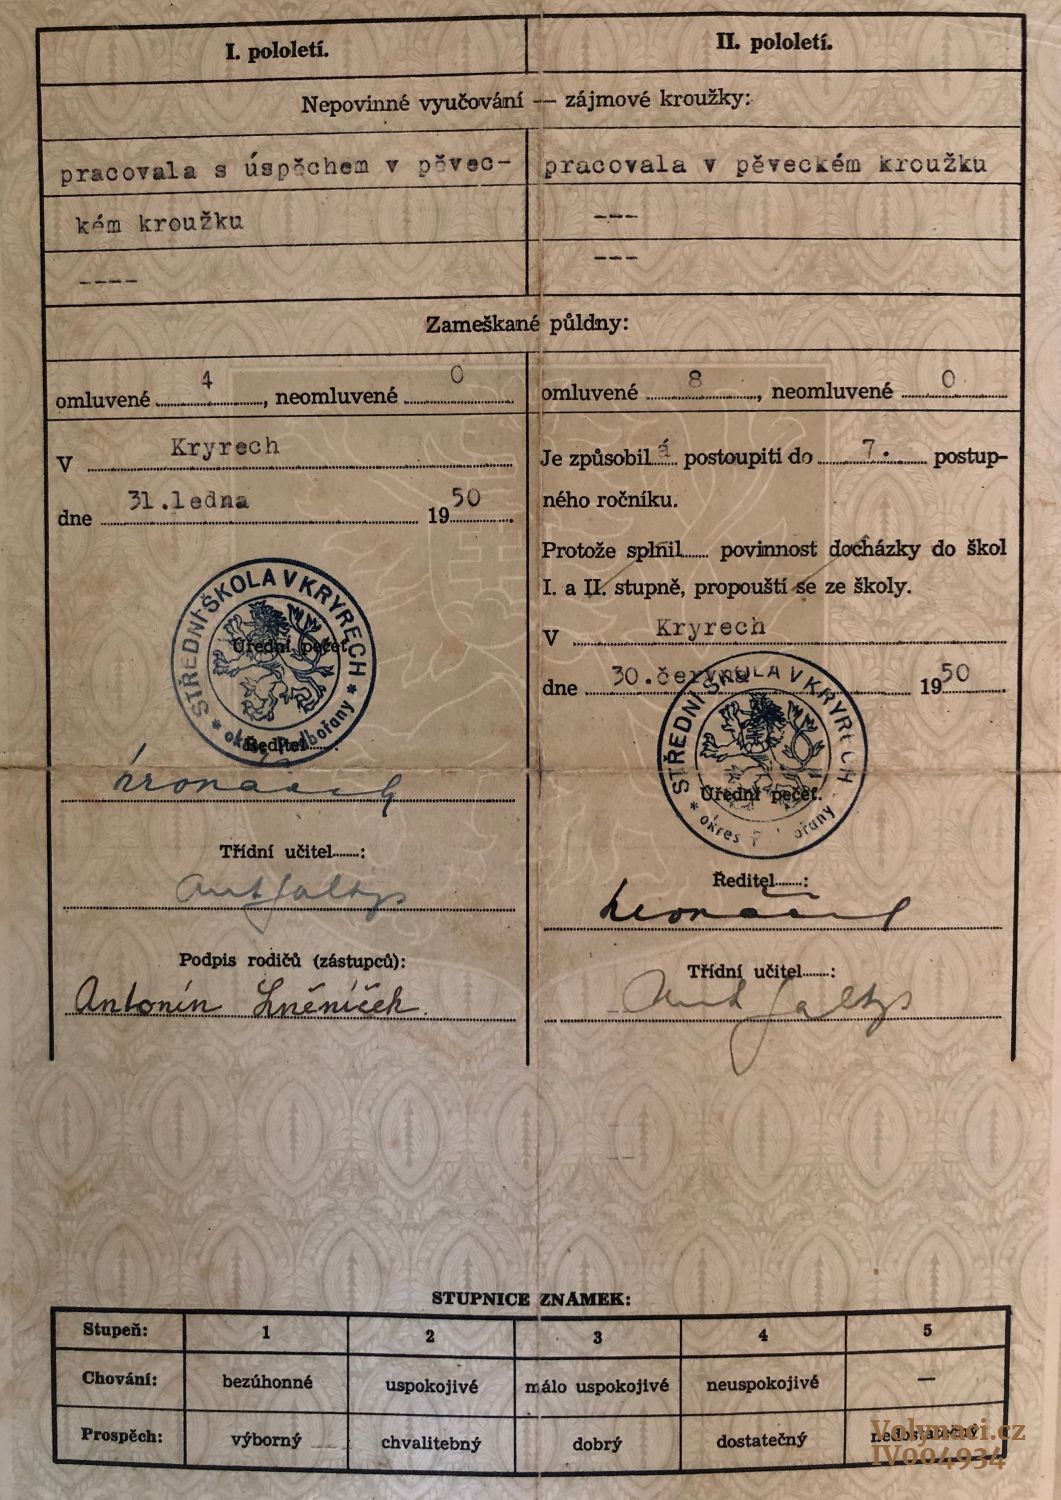 I. pololetí.
II. pololetí.
Nepovinné vyučování — zájmové kroužky:
pracovala s úspěchem v pěvec-
kém kroužku
----
pracovala v pěveckém kroužku
---
---
Zameškané půldny:
omluvené 4, neomluvené 0
V Kryrech
dne 31.ledna 1950
STŘEDNÍ ŠKOLA V KRYRECH
* okres Podbořany *
Úřední pečeť.
Ředitel
Třídní učitel:
Podpis rodičů (zástupců):
Antonín Lněníček.
omluvené 8, neomluvené 0
Je způsobilá postoupiti do 7. postup-
ného ročníku.
Protože splnil povinnost docházky do škol
I. a II. stupně, propouští se ze školy.
V Kryrech
dne 30.června 1950
STŘEDNÍ ŠKOLA V KRYRECH
* okres Podbořany
Úřední pečeť.
Ředitel:
Třídní učitel:
STUPNICE ZNÁMEK:
Stupeň: 1 2 3 4 5
Chování: bezúhonné uspokojivé málo uspokojivé neuspokojivé —
Prospěch: výborný chvalitebný dobrý dostatečný nedostatečný
Volynaci.cz
IV004934